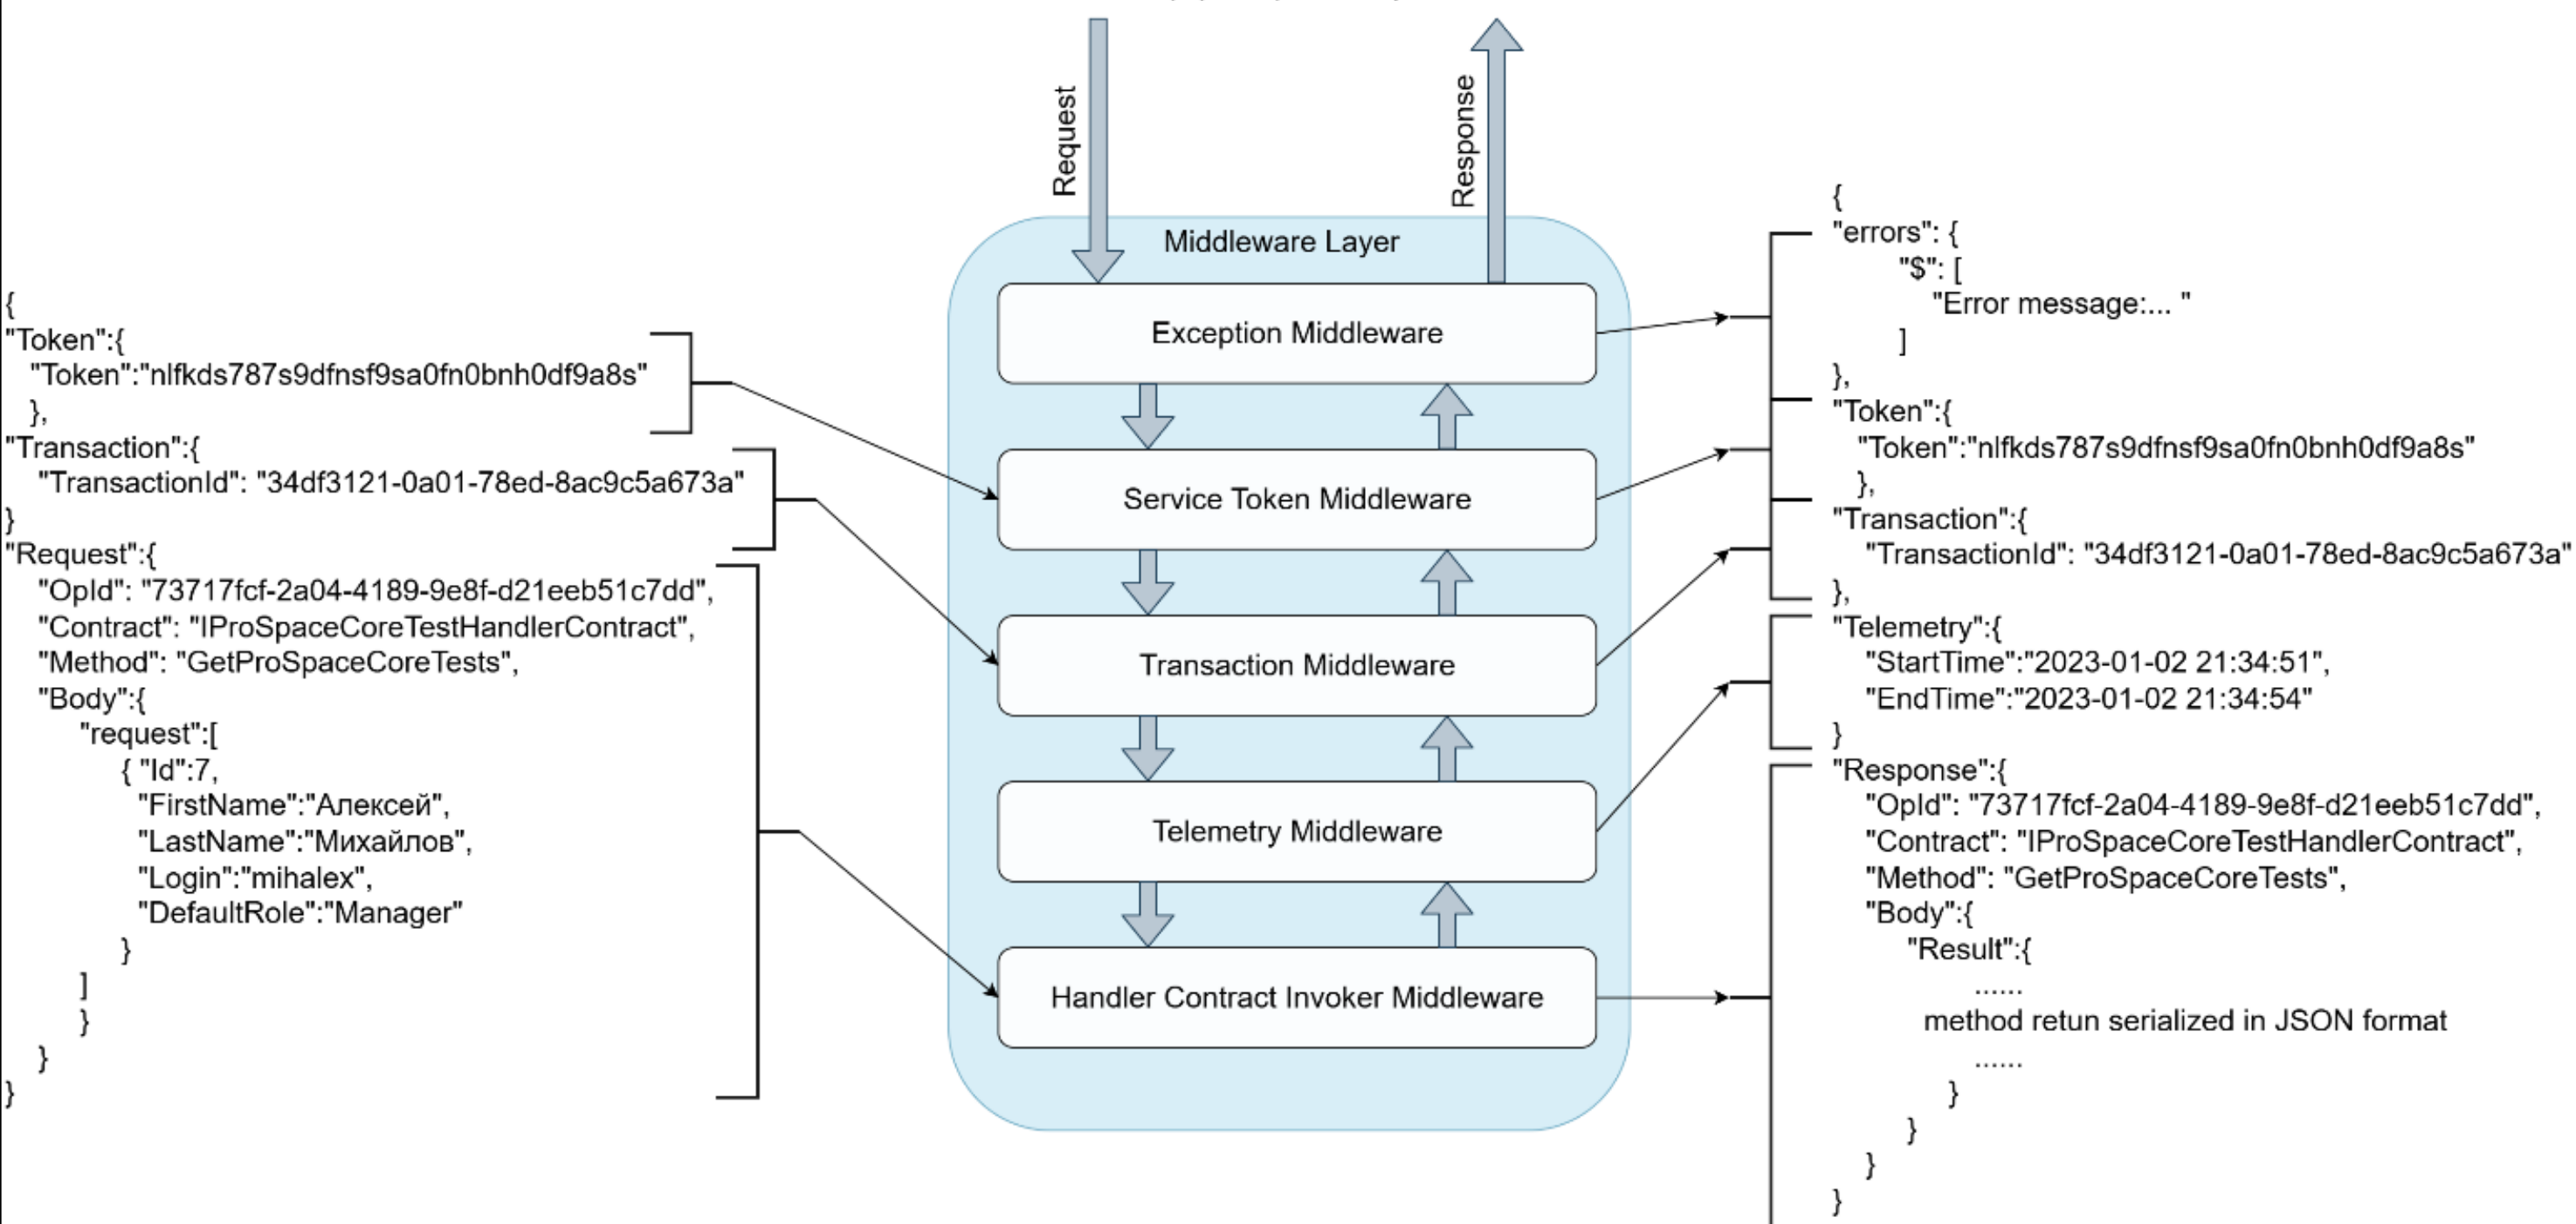 Request
Response
Middleware Layer
Exception Middleware
Service Token Middleware
Transaction Middleware
Telemetry Middleware
Handler Contract Invoker Middleware
{
"Token":{
"Token":"nlfkds787s9dfnsf9sa0fn0bnh0df9a8s"
},
"Transaction":{
"TransactionId": "34df3121-0a01-78ed-8ac9c5a673a"
}
"Request":{
"OpId": "73717fcf-2a04-4189-9e8f-d21eeb51c7dd",
"Contract": "IProSpaceCoreTestHandlerContract",
"Method": "GetProSpaceCoreTests",
"Body":{
"request":[
{ "Id":7,
"FirstName":"Алексей",
"LastName":"Михайлов",
"Login":"mihalex",
"DefaultRole":"Manager"
}
]
}
}
}
{
"errors": {
"$": [
"Error message:... "
]
},
"Token":{
"Token":"nlfkds787s9dfnsf9sa0fn0bnh0df9a8s"
},
"Transaction":{
"TransactionId": "34df3121-0a01-78ed-8ac9c5a673a"
},
"Telemetry":{
"StartTime":"2023-01-02 21:34:51",
"EndTime":"2023-01-02 21:34:54"
}
"Response":{
"OpId": "73717fcf-2a04-4189-9e8f-d21eeb51c7dd",
"Contract": "IProSpaceCoreTestHandlerContract",
"Method": "GetProSpaceCoreTests",
"Body":{
"Result":{
......
method retun serialized in JSON format
......
}
}
}
}